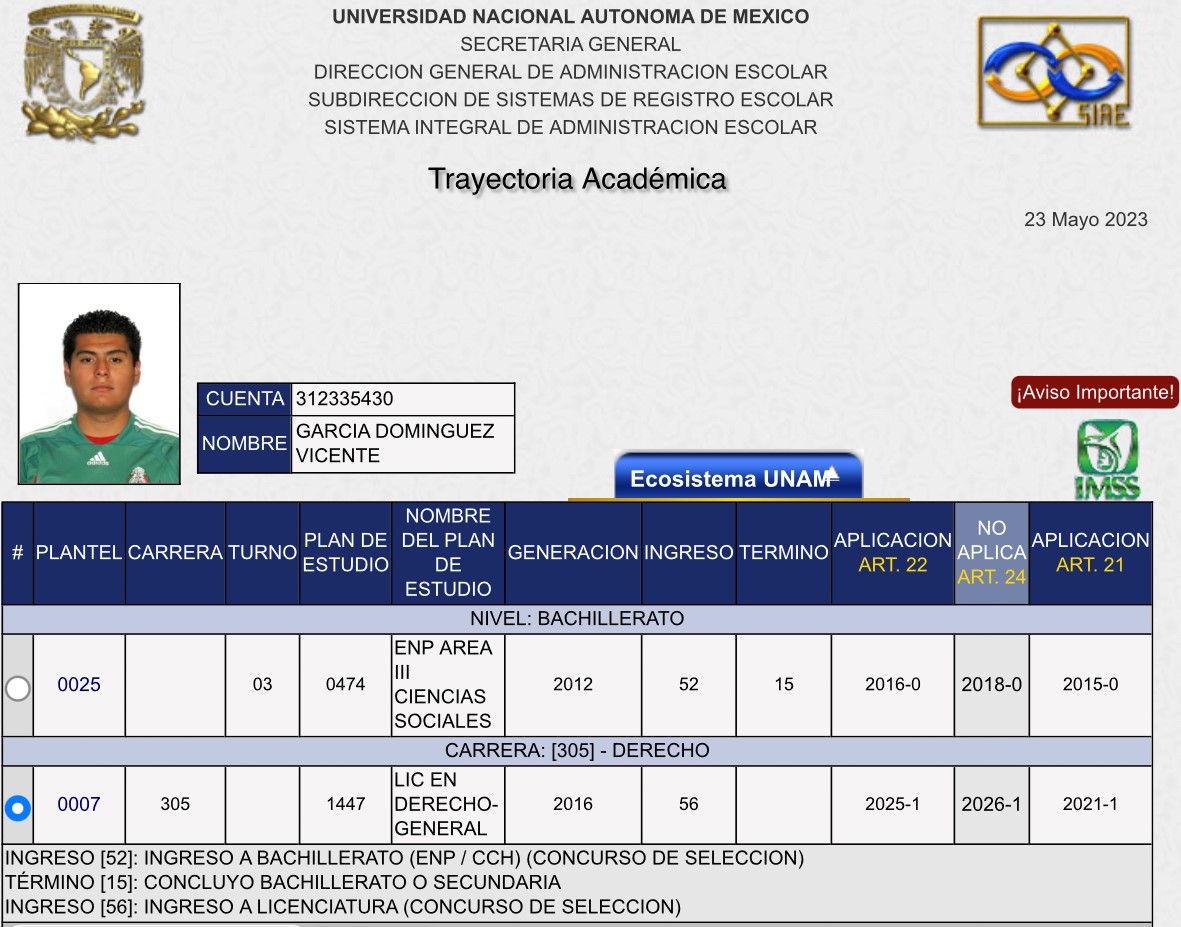 UNIVERSIDAD NACIONAL AUTONOMA DE MEXICO
SECRETARIA GENERAL
DIRECCION GENERAL DE ADMINISTRACION ESCOLAR
SUBDIRECCION DE SISTEMAS DE REGISTRO ESCOLAR
SISTEMA INTEGRAL DE ADMINISTRACION ESCOLAR
SIAE
Trayectoria Académica
23 Mayo 2023
adidas
CUENTA 312335430
NOMBRE GARCIA DOMINGUEZ
VICENTE
¡Aviso Importante!
IMSS
Ecosistema UNAM
# PLANTEL CARRERA TURNO PLAN DE ESTUDIO NOMBRE DEL PLAN DE ESTUDIO GENERACION INGRESO TERMINO APLICACION ART. 22 NO APLICA ART. 24 APLICACION ART. 21
NIVEL: BACHILLERATO
0025 03 0474 ENP AREA III CIENCIAS SOCIALES 2012 52 15 2016-0 2018-0 2015-0
CARRERA: [305] - DERECHO
0007 305 1447 LIC EN DERECHO-GENERAL 2016 56 2025-1 2026-1 2021-1
INGRESO [52]: INGRESO A BACHILLERATO (ENP / CCH) (CONCURSO DE SELECCION)
TÉRMINO [15]: CONCLUYO BACHILLERATO O SECUNDARIA
INGRESO [56]: INGRESO A LICENCIATURA (CONCURSO DE SELECCION)